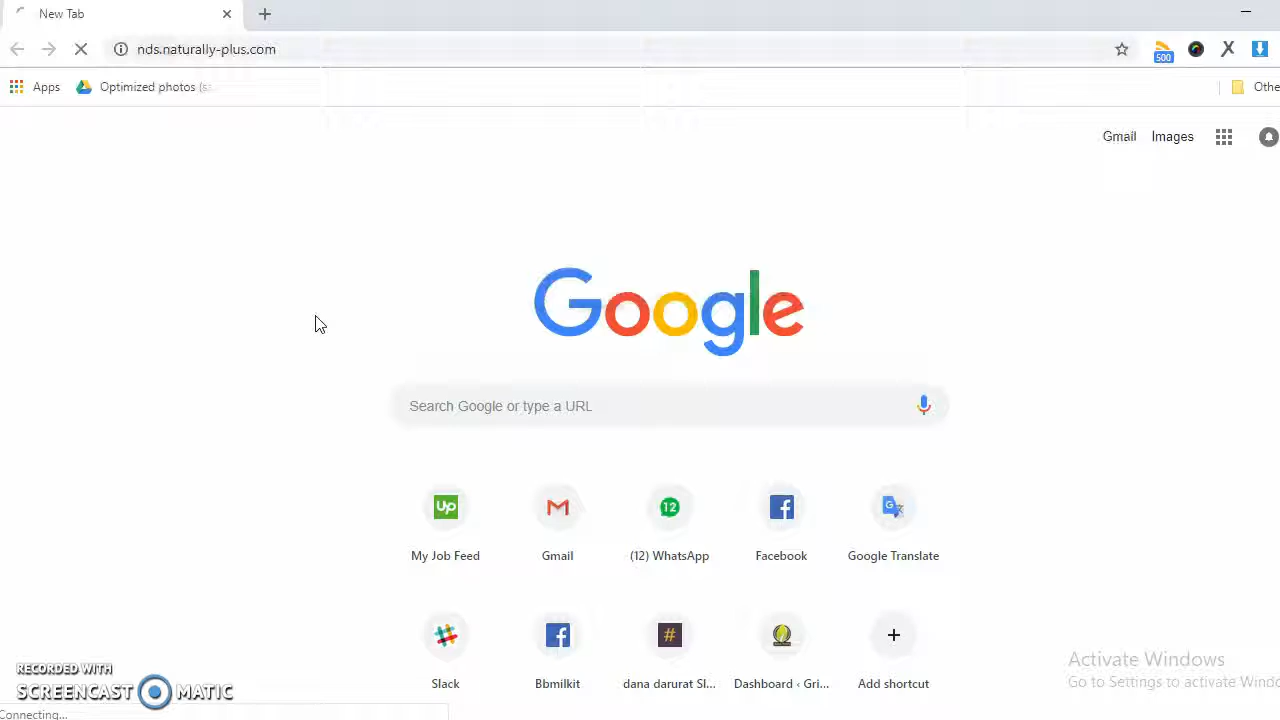 New Tab
nds.naturally-plus.com
500
Apps
Optimized photos (s
Othe
Gmail
Images
Google
Search Google or type a URL
Up
12
My Job Feed
Gmail
(12) WhatsApp
Facebook
Google Translate
#
Slack
Bbmilkit
dana darurat Sl...
Dashboard ‹ Gri...
Add shortcut
Activate Windows
Go to Settings to activate Windo
RECORDED WITH
SCREENCAST MATIC
Connecting...